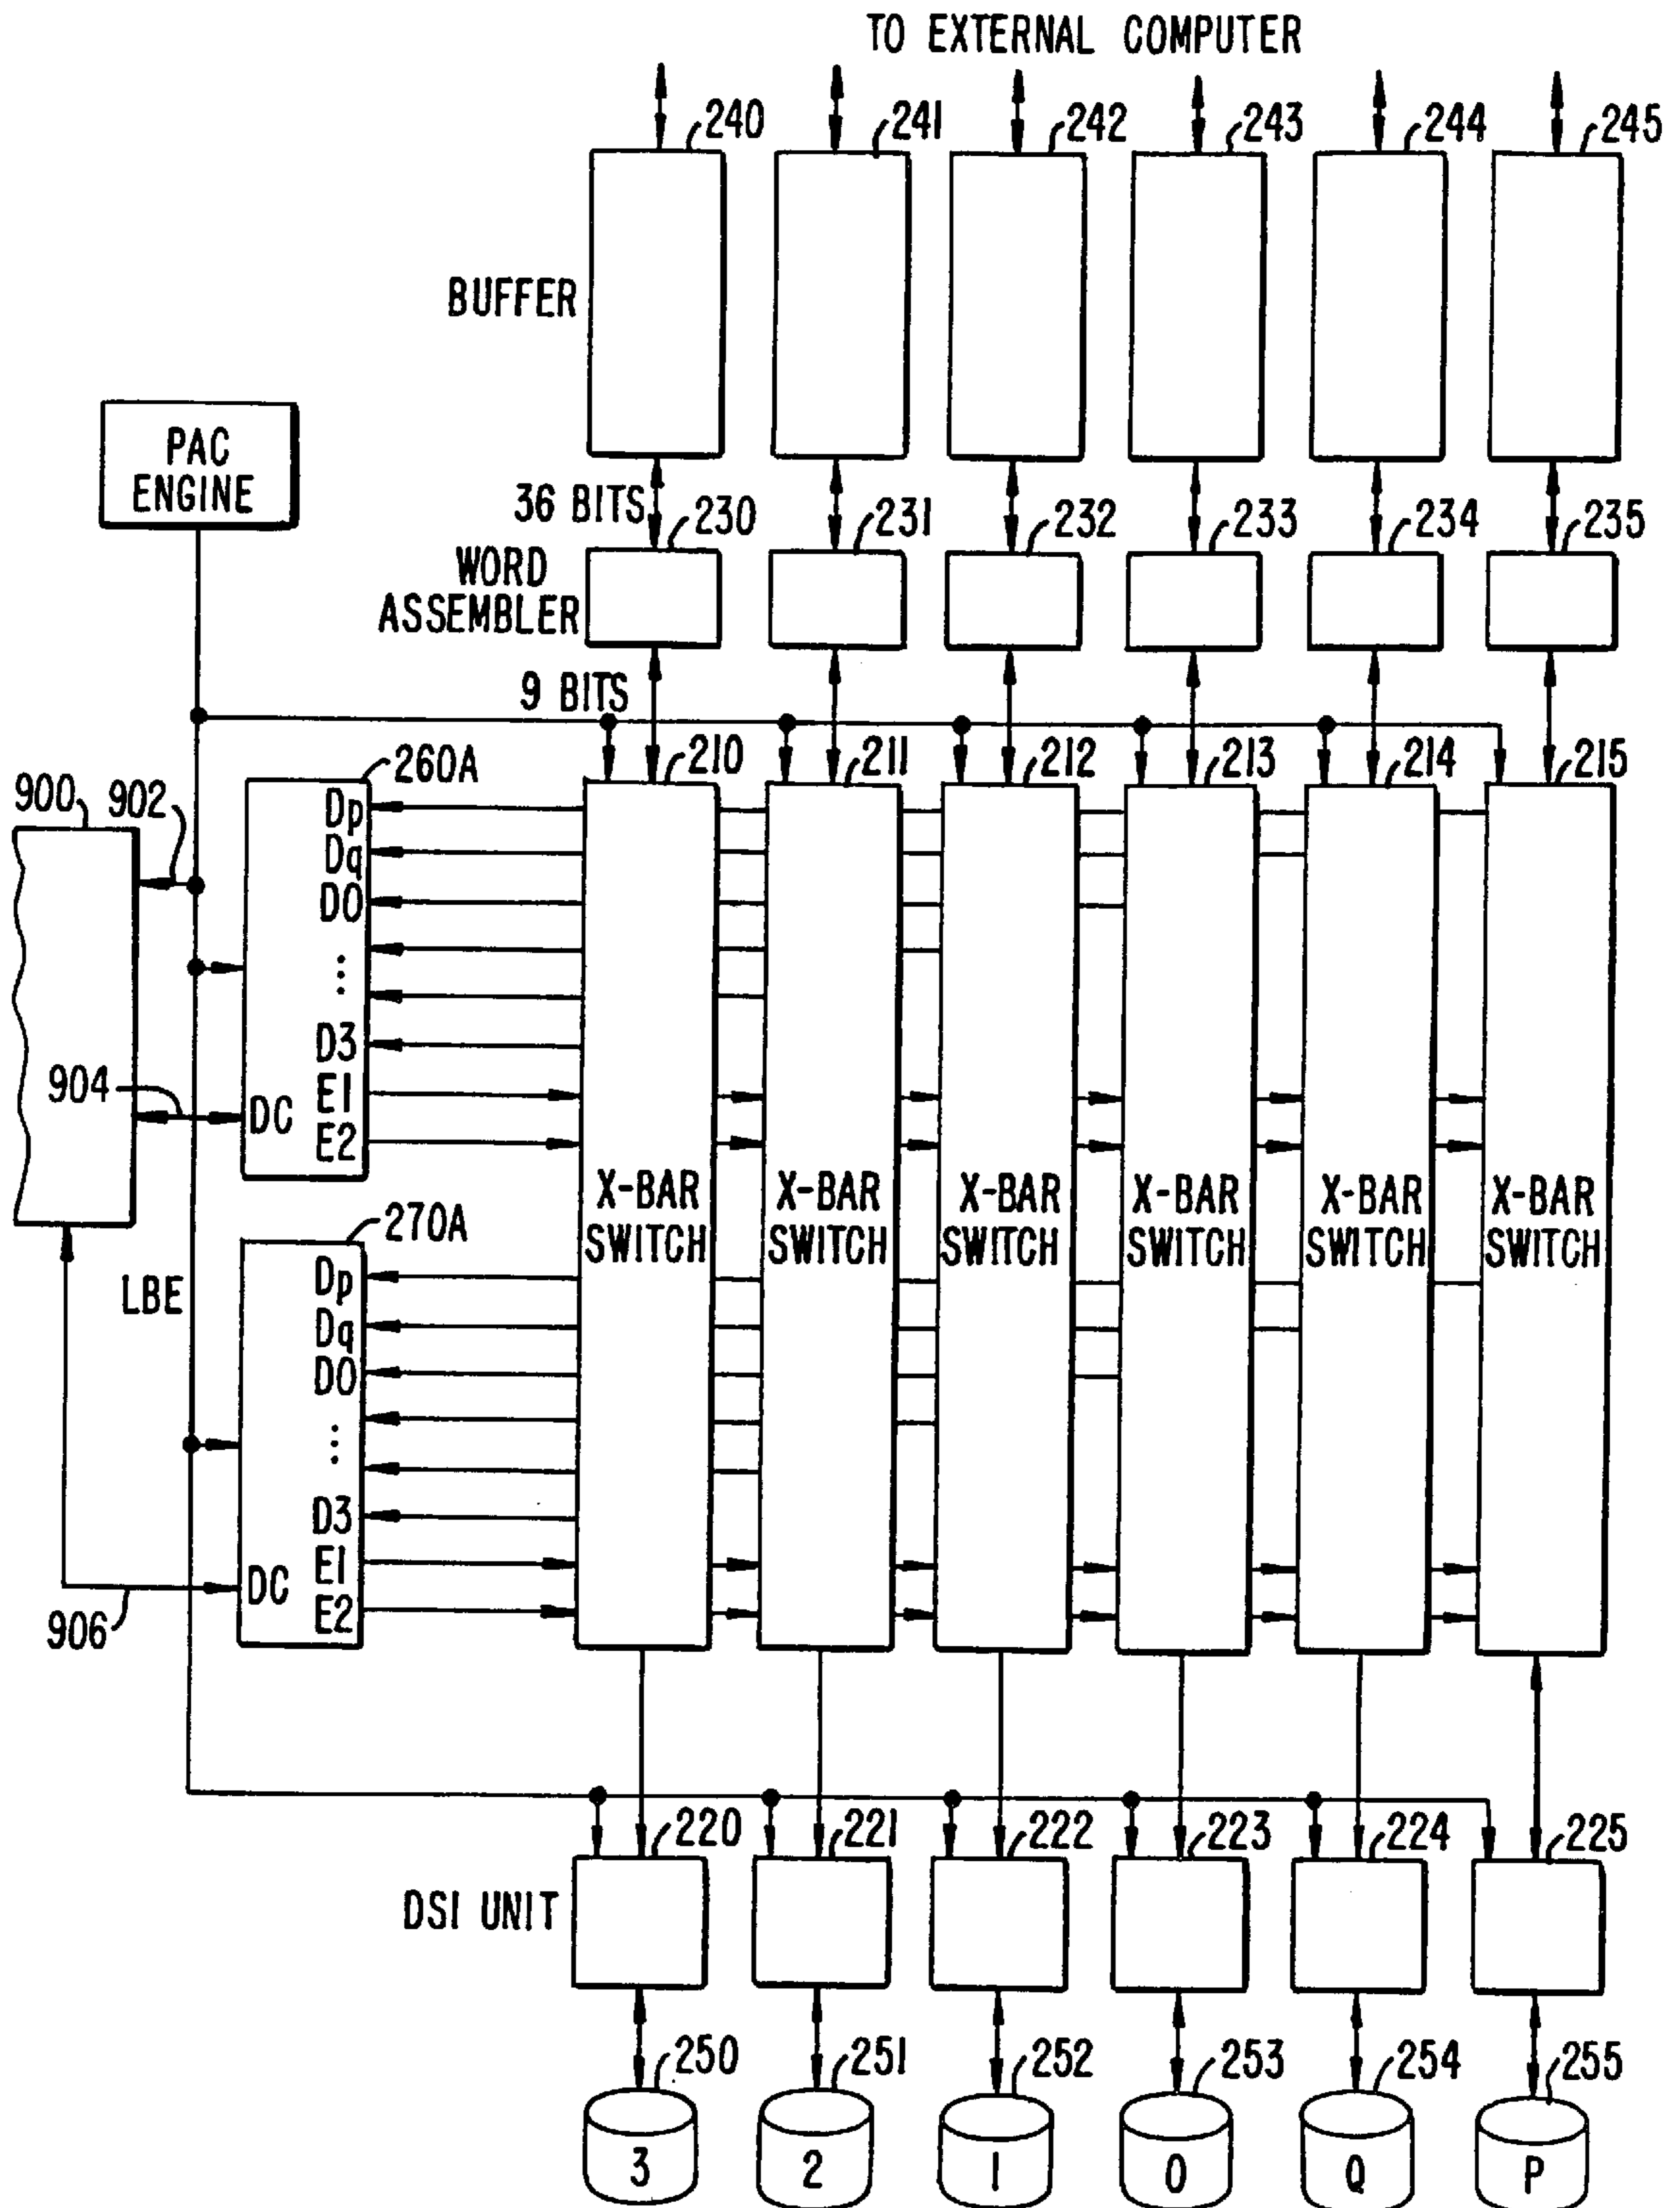 TO EXTERNAL COMPUTER
240 241 242 243 244 245
BUFFER
PAC
ENGINE
36 BITS
230 231 232 233 234 235
WORD
ASSEMBLER
9 BITS
210 211 212 213 214 215
260A
900 902
Dp
Dq
D0
⋮
D3
904
E1
DC
E2
X-BAR SWITCH
X-BAR SWITCH
X-BAR SWITCH
X-BAR SWITCH
X-BAR SWITCH
X-BAR SWITCH
270A
LBE
Dp
Dq
D0
⋮
D3
E1
DC
E2
906
220 221 222 223 224 225
DSI UNIT
250 251 252 253 254 255
3 2 1 0 Q P